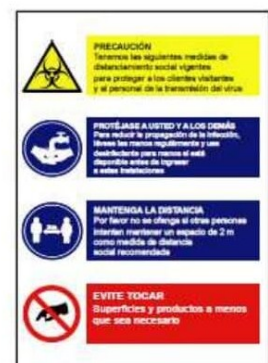 PRECAUCIÓN
Tenemos las siguientes medidas de
distanciamiento social vigentes
para proteger a los clientes visitantes
y al personal de la transmisión del virus
PROTÉJASE A USTED Y A LOS DEMÁS
Para reducir la propagación de la infección,
lávese las manos regularmente y use
desinfectante para manos si está
disponible antes de ingresar
a estas instalaciones
MANTENGA LA DISTANCIA
Por favor no se ofenga si otras personas
intentan mantener un espacio de 2 m
como medida de distancia
social recomendada
EVITE TOCAR
Superficies y productos a menos
que sea necesario